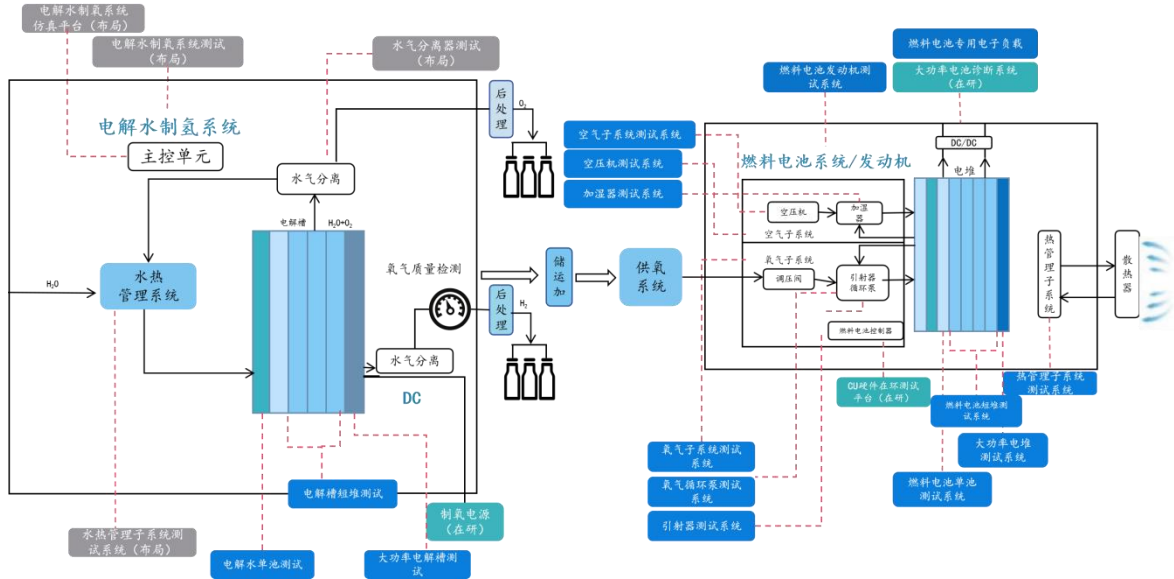 电解水制氧系统
仿真平台(布局)
电解水制氧系统测试
(布局)
水气分离器测试
(布局)
电解水制氢系统
主控单元
水气分离
后处理
O₂
电解槽
H₂O+O₂
水热
管理系统
H₂O
氧气质量检测
后处理
H₂
水气分离
DC
储运加
供氧
系统
电解槽短堆测试
制氧电源
(在研)
水热管理子系统测
试系统(布局)
电解水单池测试
大功率电解槽测
试
燃料电池专用电子负载
燃料电池发动机测
试系统
大功率电池诊断系统
(在研)
空气子系统测试系统
空压机测试系统
加湿器测试系统
燃料电池系统/发动机
DC/DC
电堆
空压机
加湿
器
空气子系统
氧气子系统
调压阀
引射器
循环泵
燃料电池控制器
热管理子系统
散热器
CU硬件在环测试
平台(在研)
热管理子系统
测试系统
燃料电池短堆测
试系统
大功率电堆
测试系统
燃料电池单池
测试系统
氧气子系统测试
系统
氧气循环泵测试
系统
引射器测试系统